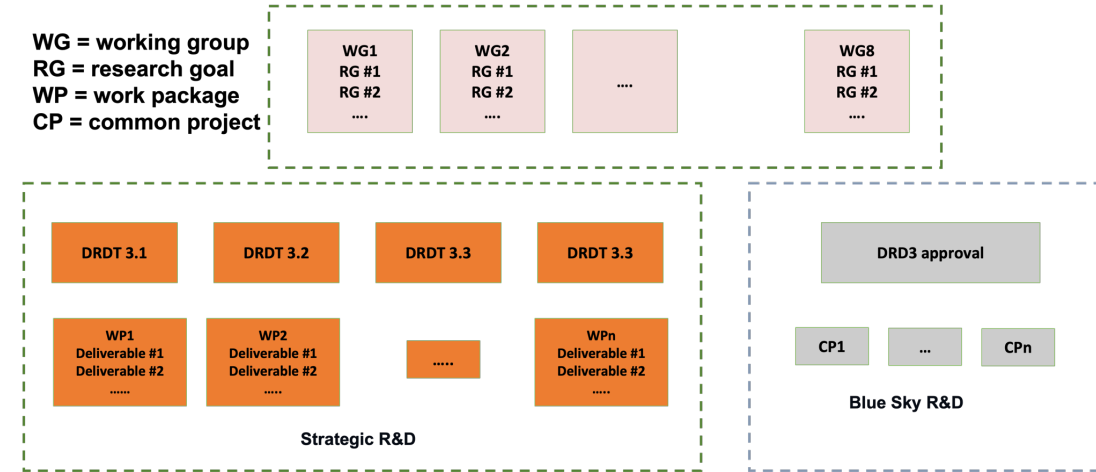 WG = working group
RG = research goal
WP = work package
CP = common project
WG1
RG #1
RG #2
....
WG2
RG #1
RG #2
....
....
WG8
RG #1
RG #2
....
DRDT 3.1
DRDT 3.2
DRDT 3.3
DRDT 3.3
WP1
Deliverable #1
Deliverable #2
......
WP2
Deliverable #1
Deliverable #2
.....
.....
WPn
Deliverable #1
Deliverable #2
.....
Strategic R&D
DRD3 approval
CP1
...
CPn
Blue Sky R&D